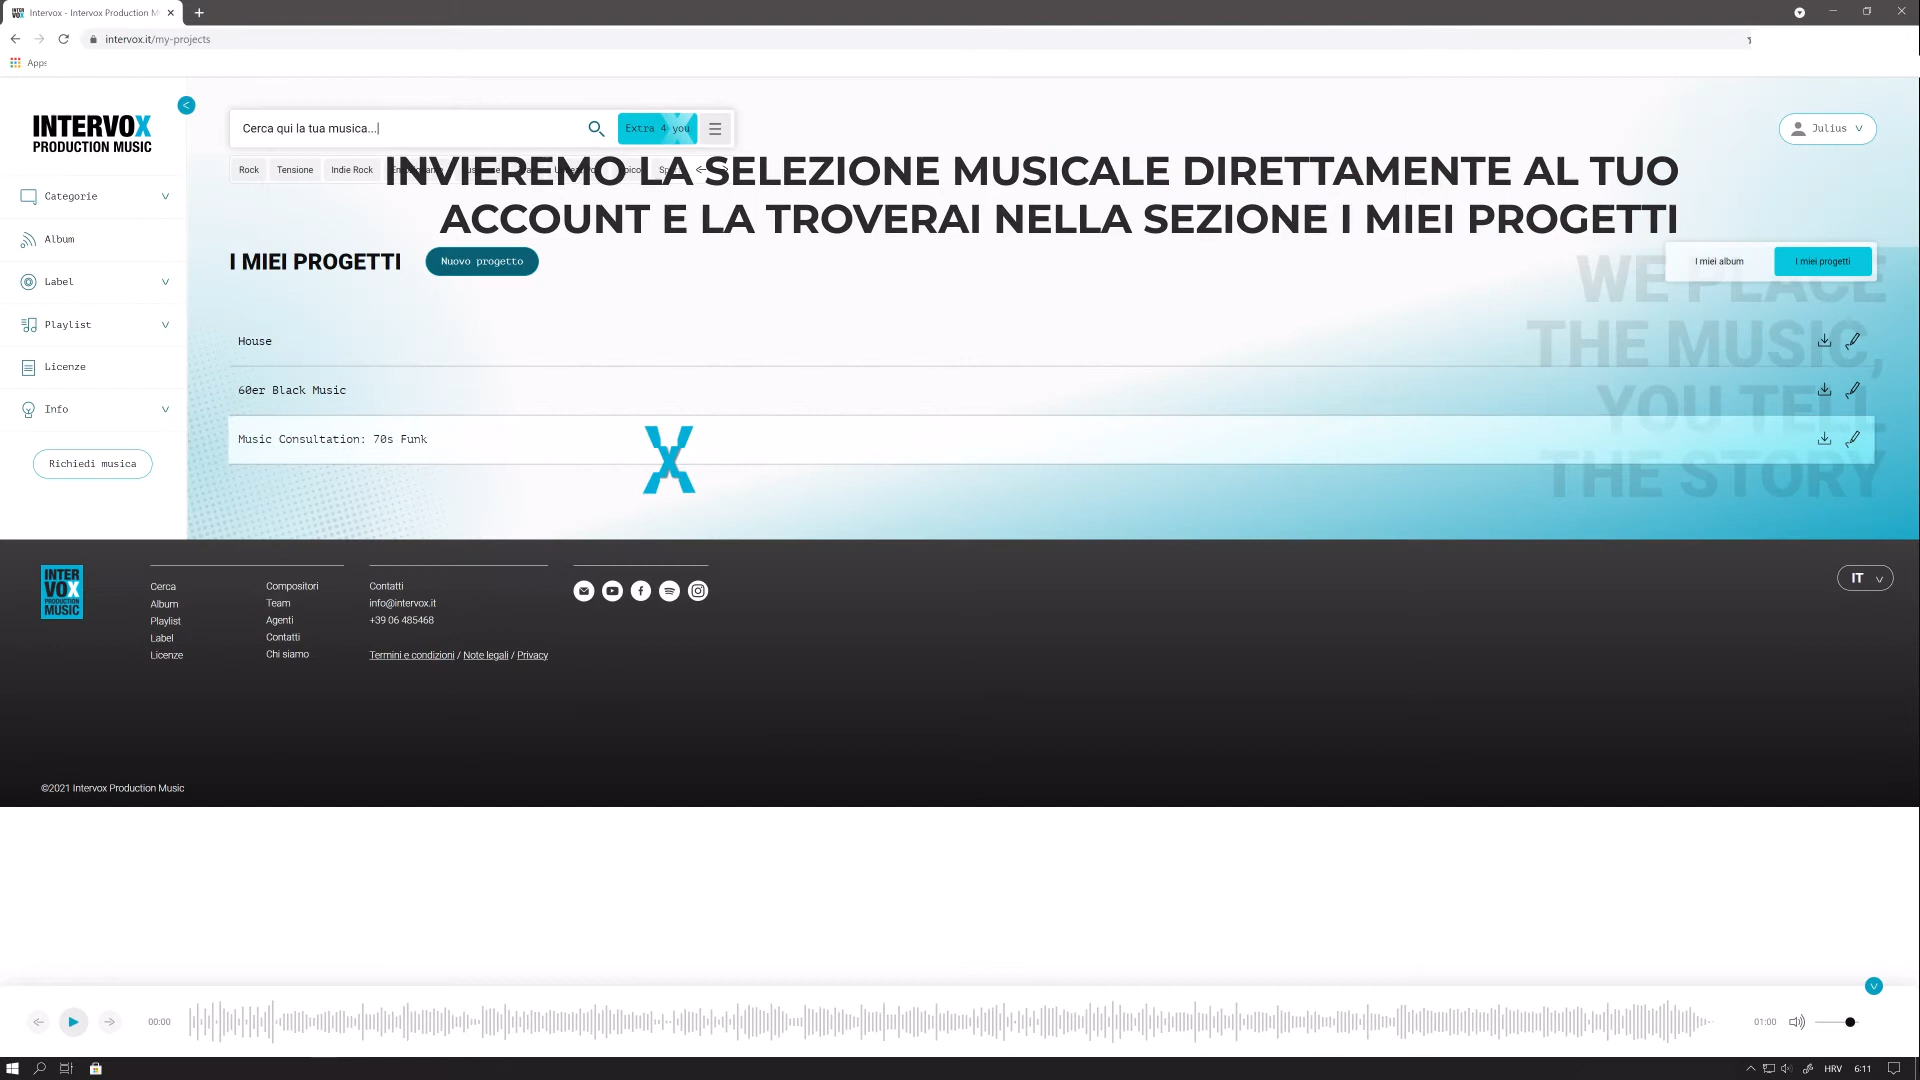 Intervox - Intervox Production M
intervox.it/my-projects
Apps
INTERVOX
PRODUCTION MUSIC
Cerca qui la tua musica...
Extra 4 you
Julius
Rock Tensione Indie Rock
INVIEREMO LA SELEZIONE MUSICALE DIRETTAMENTE AL TUO
ACCOUNT E LA TROVERAI NELLA SEZIONE I MIEI PROGETTI
Categorie
Album
Label
Playlist
Licenze
Info
Richiedi musica
I MIEI PROGETTI
Nuovo progetto
I miei album
I miei progetti
WE PLACE
THE MUSIC,
YOU TELL
THE STORY
House
60er Black Music
Music Consultation: 70s Funk
INTER
VOX
PRODUCTION
MUSIC
Cerca
Album
Playlist
Label
Licenze
Compositori
Team
Agenti
Contatti
Chi siamo
Contatti
info@intervox.it
+39 06 485468
Termini e condizioni / Note legali / Privacy
IT
©2021 Intervox Production Music
00:00
01:00
HRV 6:11